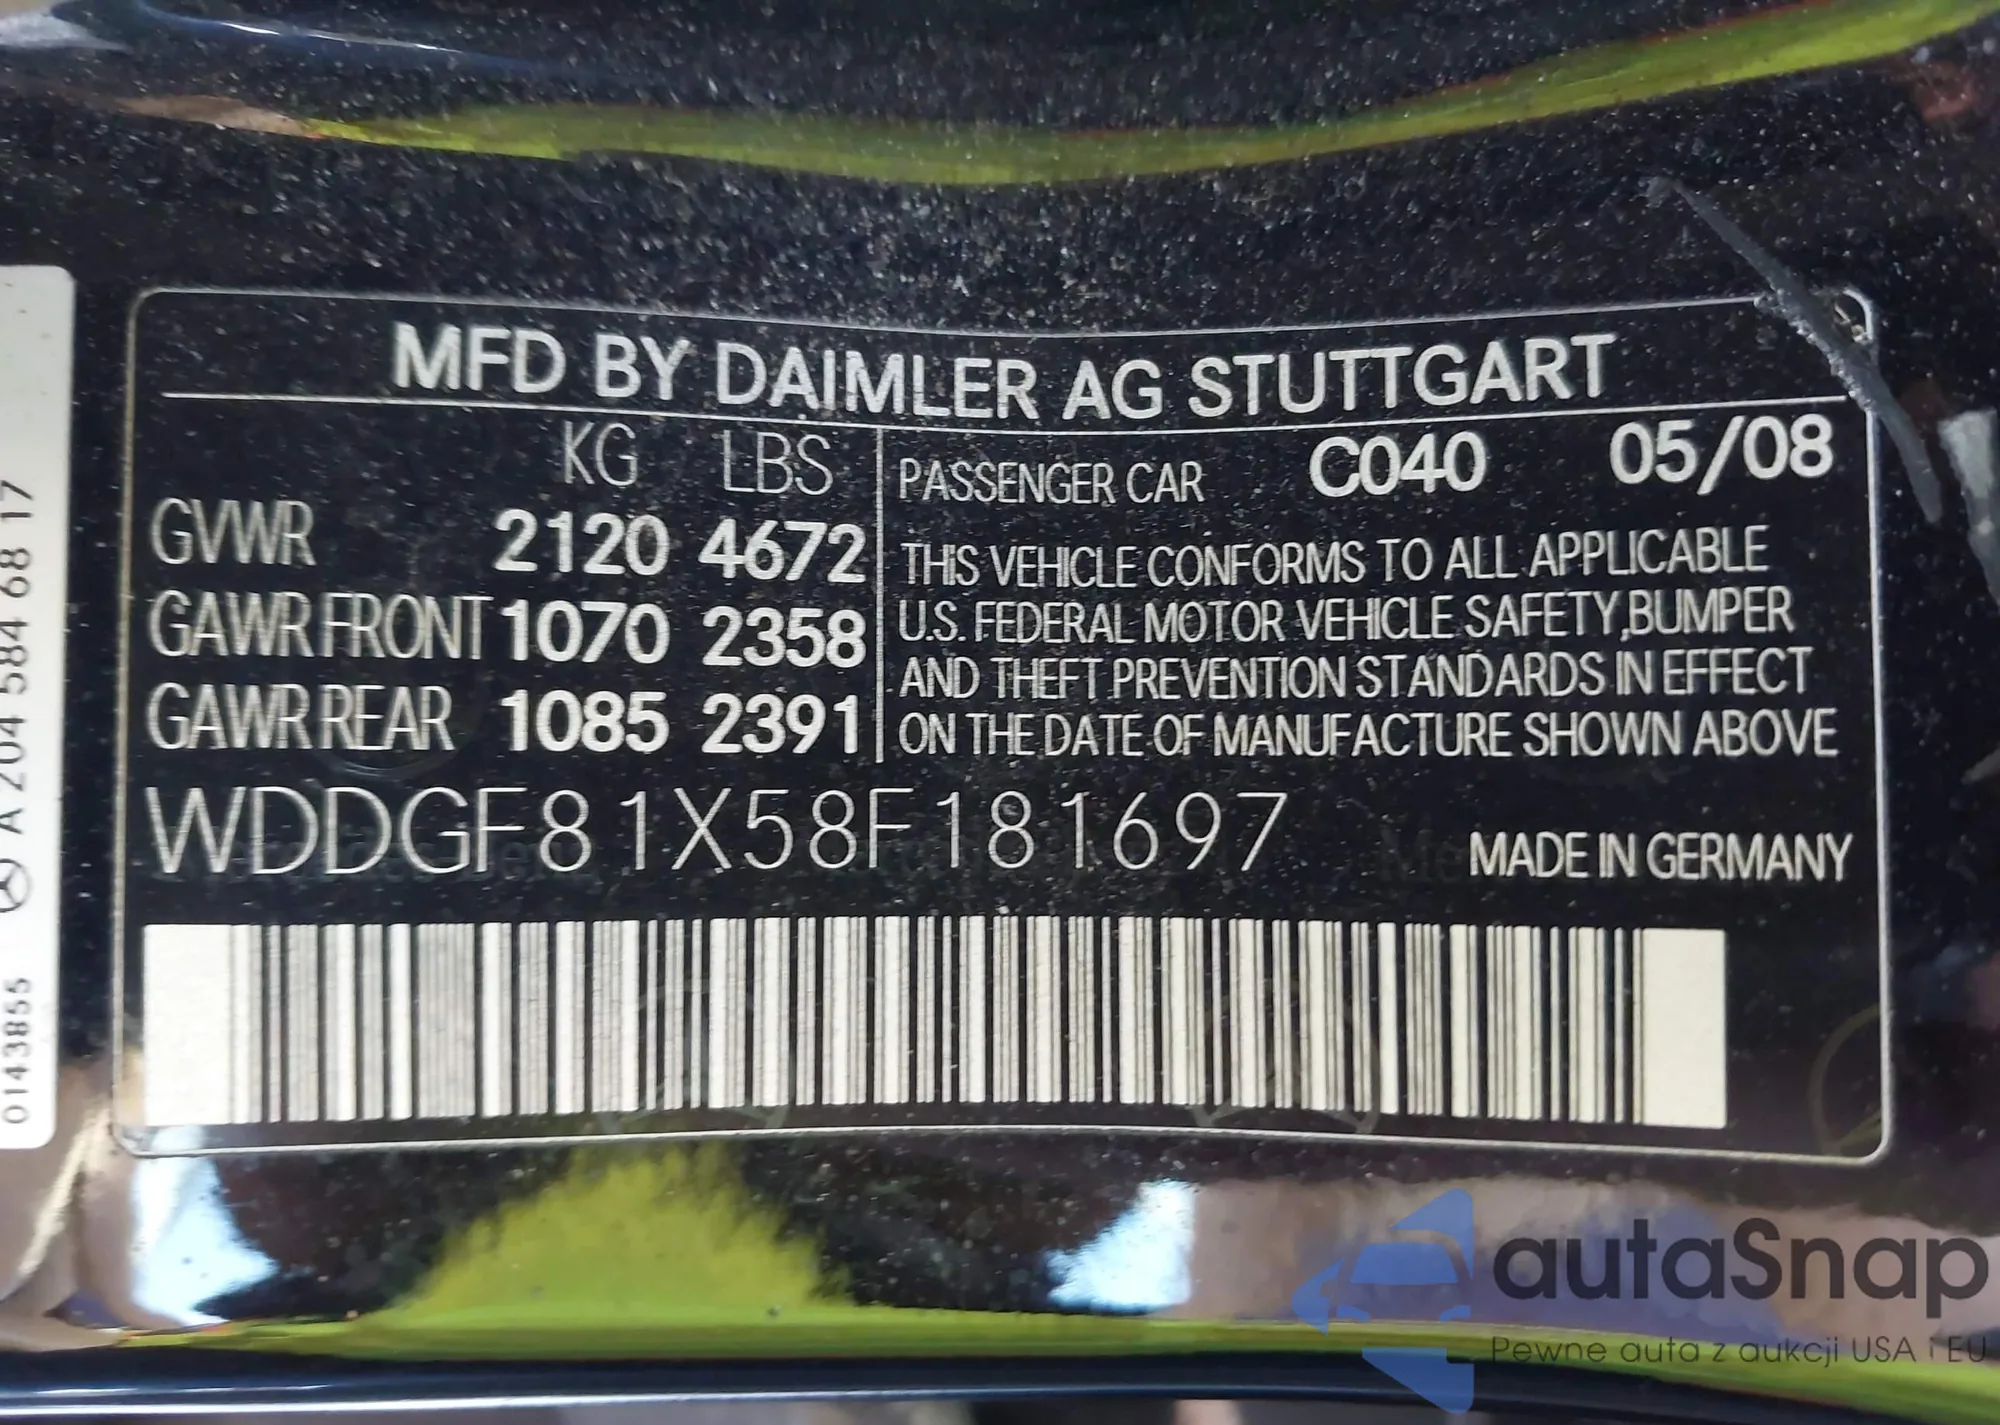 MFD BY DAIMLER AG STUTTGART
KG LBS
GVWR 2120 4672
GAWR FRONT 1070 2358
GAWR REAR 1085 2391
PASSENGER CAR C040 05/08
THIS VEHICLE CONFORMS TO ALL APPLICABLE
U.S. FEDERAL MOTOR VEHICLE SAFETY,BUMPER
AND THEFT PREVENTION STANDARDS IN EFFECT
ON THE DATE OF MANUFACTURE SHOWN ABOVE
WDDGF81X58F181697
MADE IN GERMANY
0143855 A 204 584 68 17
autaSnap
Pewne auta z aukcji USA i EU